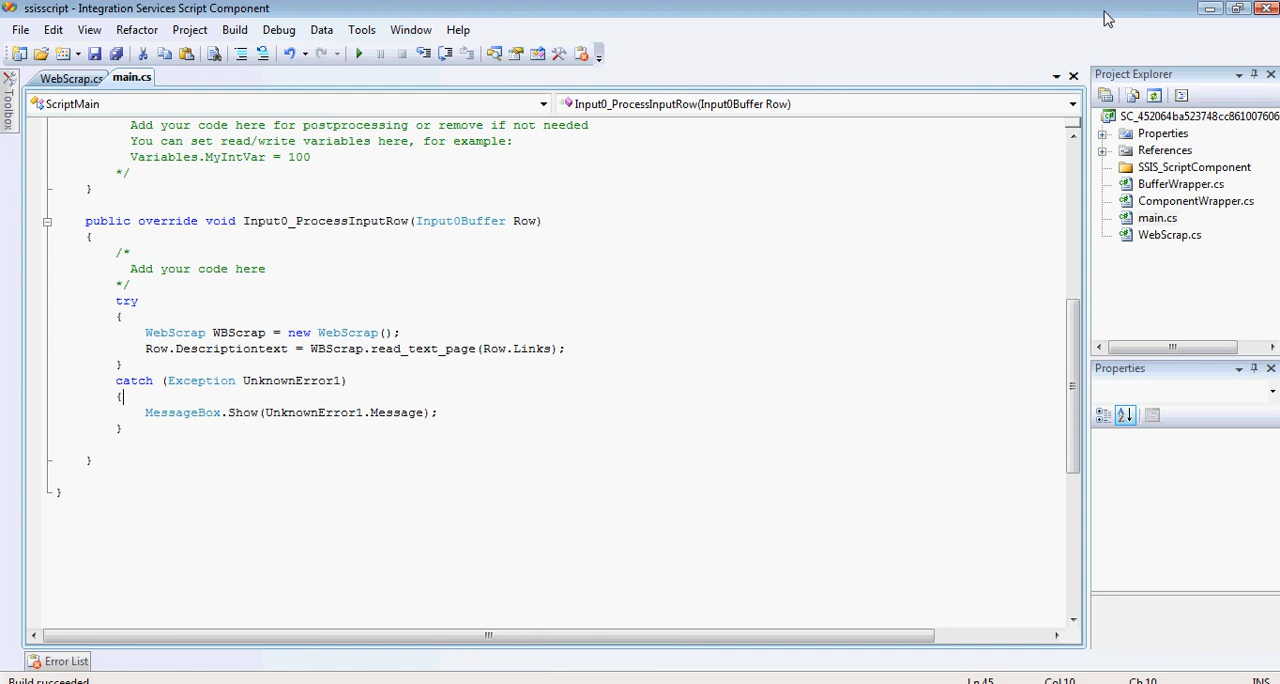 ssisscript - Integration Services Script Component
File Edit View Refactor Project Build Debug Data Tools Window Help
Toolbox
WebScrap.cs main.cs
ScriptMain Input0_ProcessInputRow(Input0Buffer Row)
Add your code here for postprocessing or remove if not needed
You can set read/write variables here, for example:
Variables.MyIntVar = 100
*/
}
public override void Input0_ProcessInputRow(Input0Buffer Row)
{
/*
Add your code here
*/
try
{
WebScrap WBScrap = new WebScrap();
Row.Descriptiontext = WBScrap.read_text_page(Row.Links);
}
catch (Exception UnknownError1)
{
MessageBox.Show(UnknownError1.Message);
}
}
}
Project Explorer
SC_452064ba523748cc861007606
Properties
References
SSIS_ScriptComponent
BufferWrapper.cs
ComponentWrapper.cs
main.cs
WebScrap.cs
Properties
Error List
Build succeeded
Ln 45 Col 10 Ch 10 INS